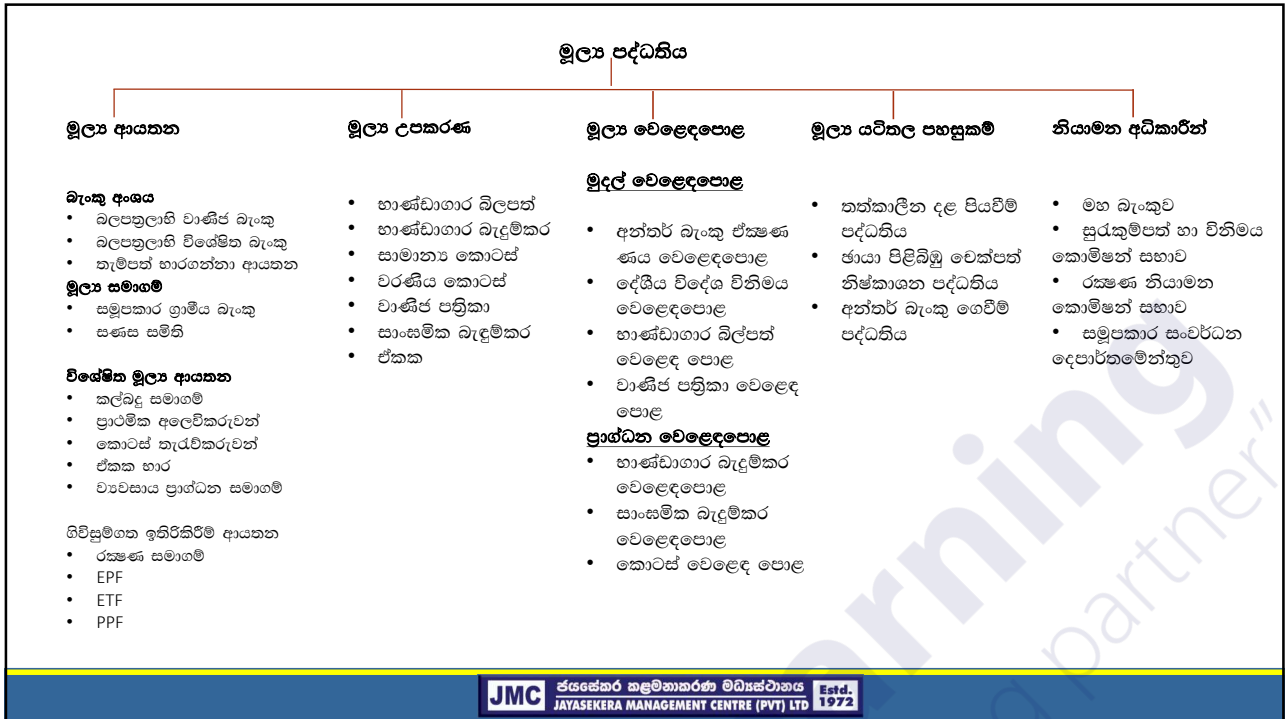 මූල්‍ය පද්ධතිය
මූල්‍ය ආයතන
බැංකු අංශය
• බලපත්‍රලාභි වාණිජ බැංකු
• බලපත්‍රලාභි විශේෂිත බැංකු
• තැම්පත් භාරගන්නා ආයතන
මූල්‍ය සමාගම්
• සමූපකාර ග්‍රාමීය බැංකු
• සණස සමිති
විශේෂිත මූල්‍ය ආයතන
• කල්බදු සමාගම්
• ප්‍රාථමික අලෙවිකරුවන්
• කොටස් තැරැව්කරුවන්
• ඒකක භාර
• ව්‍යවසාය ප්‍රාග්ධන සමාගම්
ගිවිසුම්ගත ඉතිරිකිරීම් ආයතන
• රක්‍ෂණ සමාගම්
• EPF
• ETF
• PPF
මූල්‍ය උපකරණ
• භාණ්ඩාගාර බිලපත්
• භාණ්ඩාගාර බැදුම්කර
• සාමාන්‍ය කොටස්
• වරණීය කොටස්
• වාණිජ පත්‍රිකා
• සාංඝමික බැඳුම්කර
• ඒකක
මූල්‍ය වෙළෙඳපොළ
මුදල් වෙළෙඳපොළ
• අන්තර් බැංකු ඒක්‍ෂණ
ණය වෙළෙඳපොළ
• දේශීය විදේශ විනිමය
වෙළෙඳපොළ
• භාණ්ඩාගාර බිල්පත්
වෙළෙඳ පොළ
• වාණිජ පත්‍රිකා වෙළෙඳ
පොළ
ප්‍රාග්ධන වෙළෙඳපොළ
• භාණ්ඩාගාර බැදුම්කර
වෙළෙඳපොළ
• සාංඝමික බැදුම්කර
වෙළෙඳපොළ
• කොටස් වෙළෙඳ පොළ
මූල්‍ය යටිතල පහසුකම්
• තත්කාලීන දළ පියවීම්
පද්ධතිය
• ඡායා පිළිබිඹු චෙක්පත්
නිෂ්කාශන පද්ධතිය
• අන්තර් බැංකු ගෙවීම්
පද්ධතිය
නියාමන අධිකාරීන්
• මහ බැංකුව
• සුරැකුම්පත් හා විනිමය
කොමිෂන් සභාව
• රක්‍ෂණ නියාමන
කොමිෂන් සභාව
• සමූපකාර සංවර්ධන
දෙපාර්තමේන්තුව
arning
g partner”
JMC
ජයසේකර කළමනාකරණ මධ්‍යස්ථානය
JAYASEKERA MANAGEMENT CENTRE (PVT) LTD
Estd.
1972